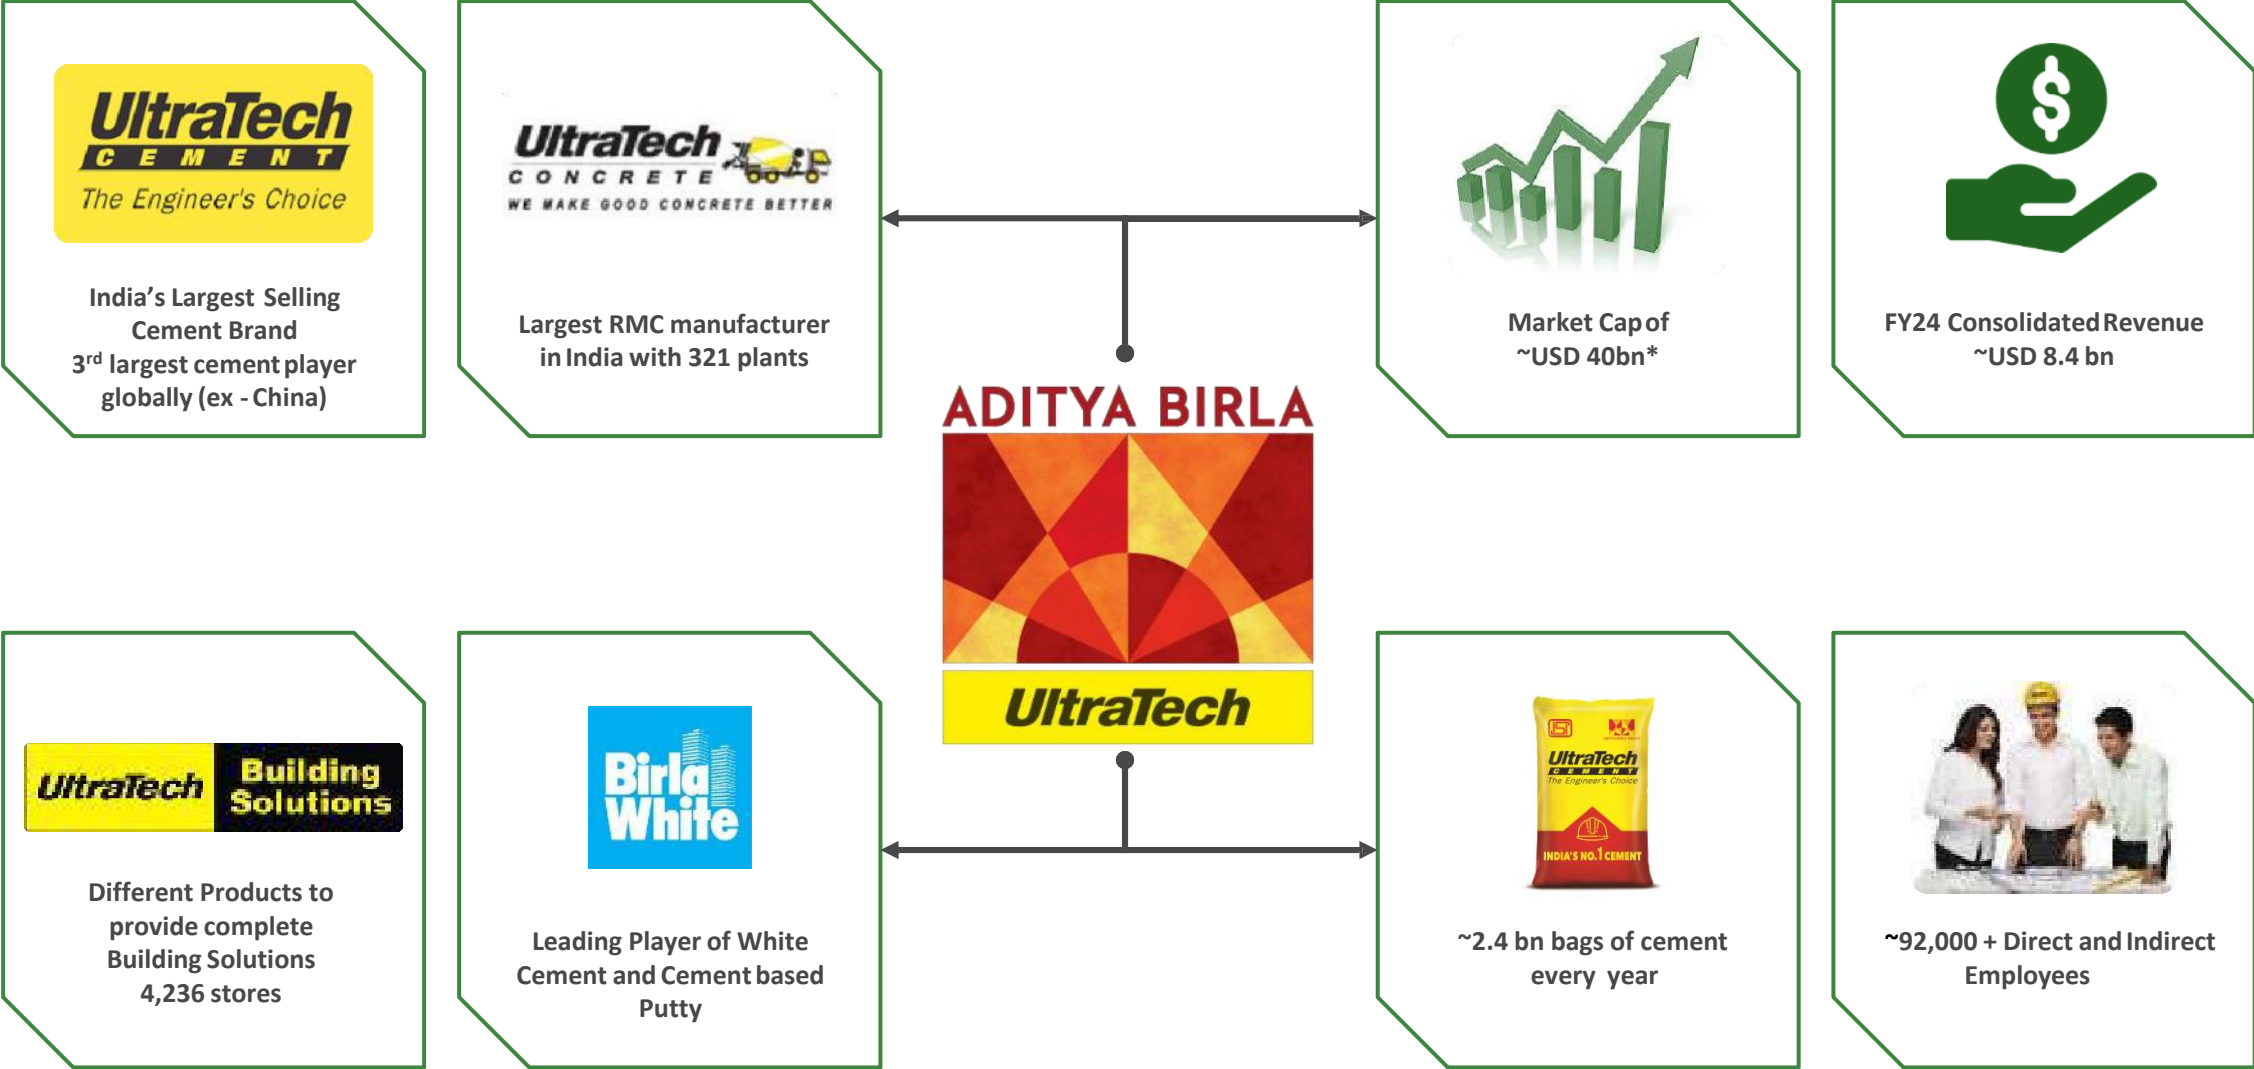 UltraTech
CEMENT
The Engineer's Choice
India's Largest Selling
Cement Brand
3rd largest cement player
globally (ex - China)
UltraTech
CONCRETE
WE MAKE GOOD CONCRETE BETTER
Largest RMC manufacturer
in India with 321 plants
Market Cap of
~USD 40bn*
$
FY24 Consolidated Revenue
~USD 8.4 bn
ADITYA BIRLA
UltraTech
UltraTech
Building
Solutions
Different Products to
provide complete
Building Solutions
4,236 stores
Birla
White
Leading Player of White
Cement and Cement based
Putty
UltraTech
CEMENT
The Engineer's Choice
INDIA'S NO.1 CEMENT
~2.4 bn bags of cement
every year
~92,000 + Direct and Indirect
Employees